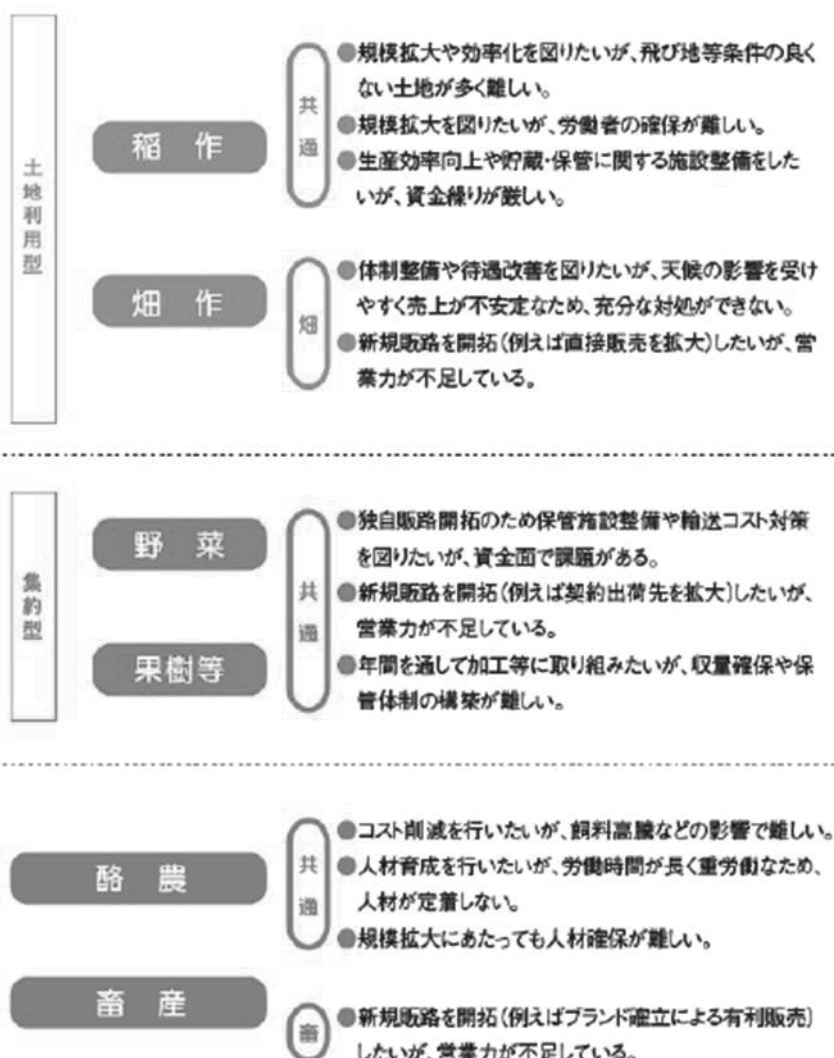 土地利用型
稲 作
共通
●規模拡大や効率化を図りたいが、飛び地等条件の良く
ない土地が多く難しい。
●規模拡大を図りたいが、労働者の確保が難しい。
●生産効率向上や貯蔵・保管に関する施設整備をした
いが、資金繰りが厳しい。
畑 作
畑
●体制整備や待遇改善を図りたいが、天候の影響を受け
やすく売上が不安定なため、充分な対処ができない。
●新規販路を開拓(例えば直接販売を拡大)したいが、営
業力が不足している。
集約型
野 菜
果樹等
共通
●独自販路開拓のため保管施設整備や輸送コスト対策
を図りたいが、資金面で課題がある。
●新規販路を開拓(例えば契約出荷先を拡大)したいが、
営業力が不足している。
●年間を通して加工等に取り組みたいが、収量確保や保
管体制の構築が難しい。
酪 農
共通
●コスト削減を行いたいが、飼料高騰などの影響で難しい。
●人材育成を行いたいが、労働時間が長く重労働なため、
人材が定着しない。
●規模拡大にあたっても人材確保が難しい。
畜 産
畜
●新規販路を開拓(例えばブランド確立による有利販売)
したいが、営業力が不足している。